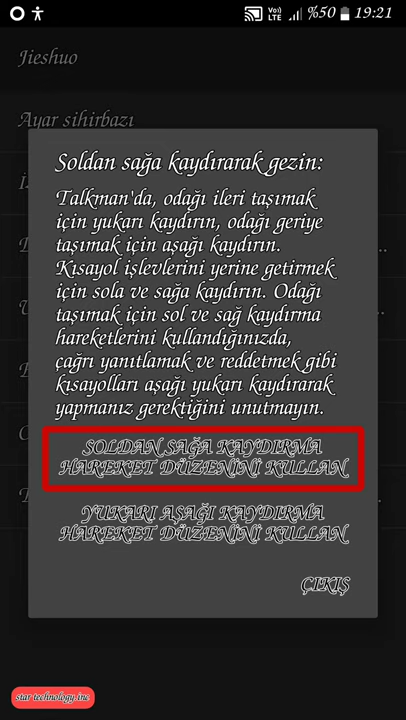 %50 19:21
Jieshuo
Ayar sihirbazı
Soldan sağa kaydırarak gezin:
Talkman'da, odağı ileri taşımak
için yukarı kaydırın, odağı geriye
taşımak için aşağı kaydırın.
Kısayol işlevlerini yerine getirmek
için sola ve sağa kaydırın. Odağı
taşımak için sol ve sağ kaydırma
hareketlerini kullandığınızda,
çağrı yanıtlamak ve reddetmek gibi
kısayolları aşağı yukarı kaydırarak
yapmanız gerektiğini unutmayın.
SOLDAN SAĞA KAYDIRMA
HAREKET DÜZENİNİ KULLAN
YUKARI AŞAĞI KAYDIRMA
HAREKET DÜZENİNİ KULLAN
ÇIKIŞ
star technology inc